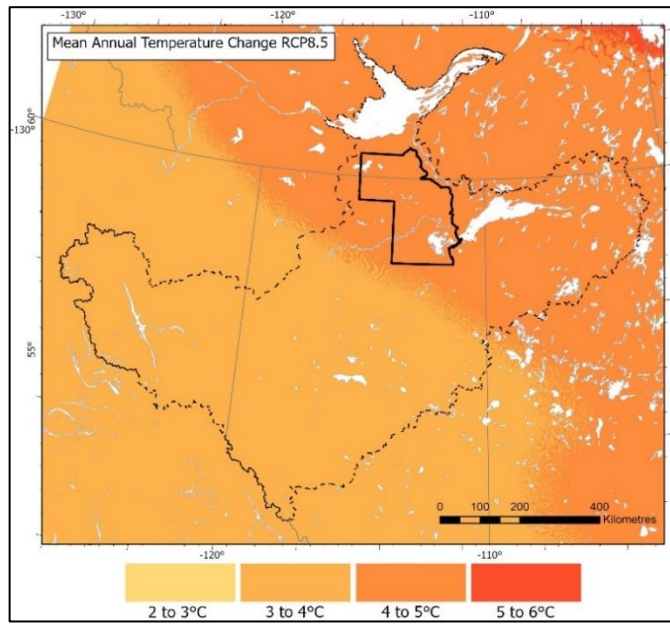 -130° -120° -110°
Mean Annual Temperature Change RCP8.5
-130°
60°
55°
0 100 200 400
Kilometres
-120° -110°
2 to 3°C 3 to 4°C 4 to 5°C 5 to 6°C